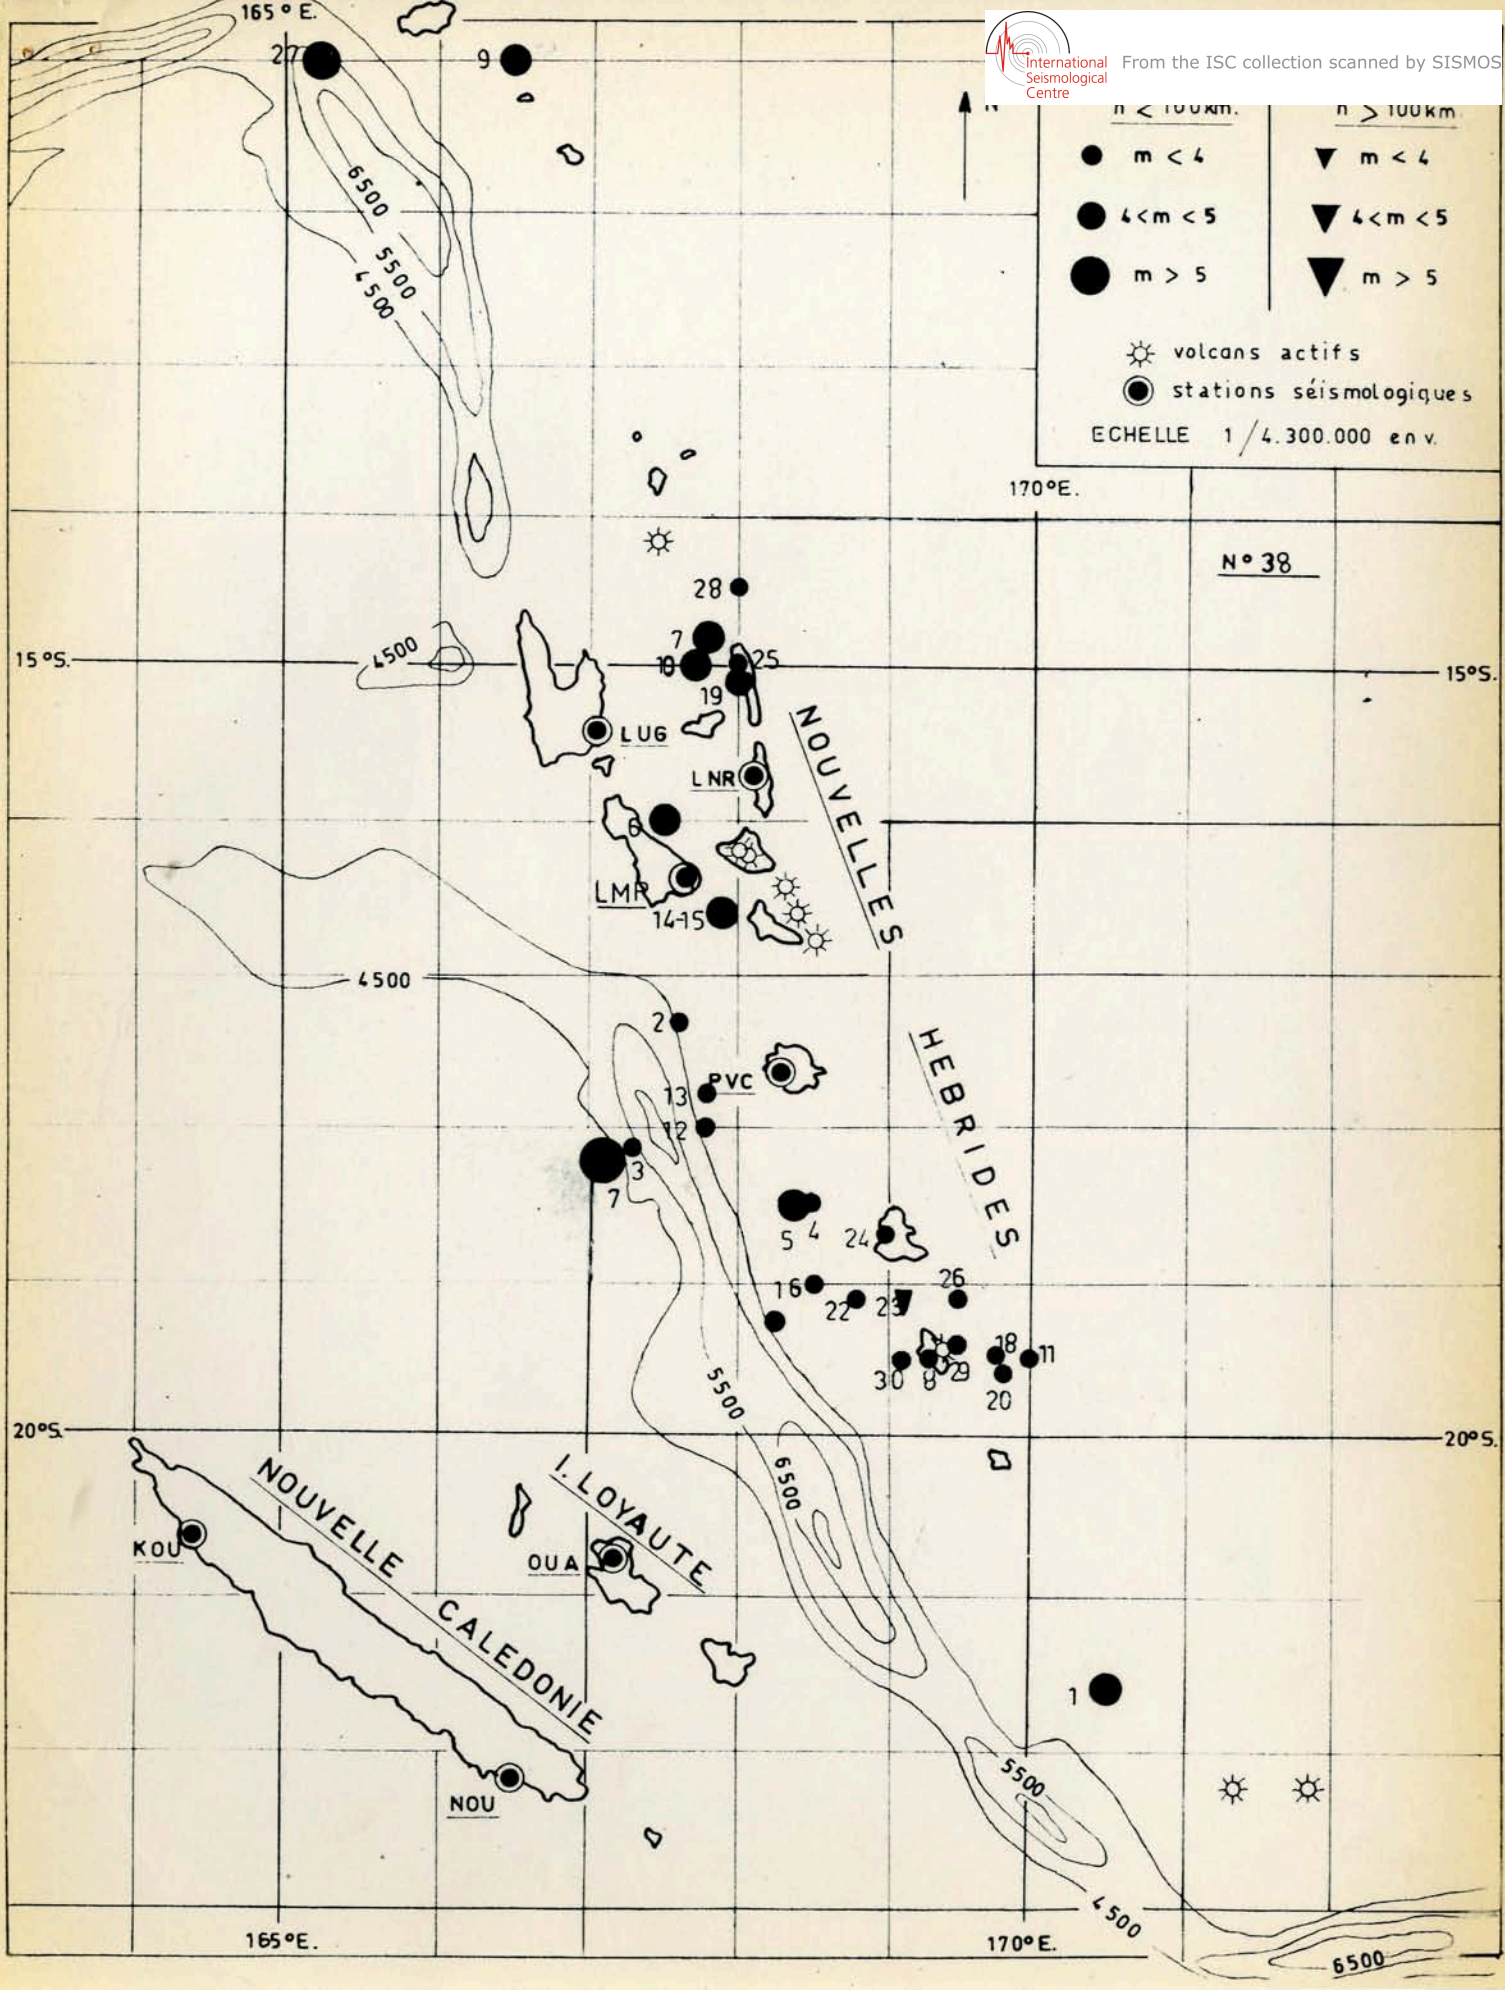 165° E.
27
9
International
Seismological
Centre
From the ISC collection scanned by SISMOS
N
h < 100km.
h > 100km
m < 4
m < 4
4<m < 5
4<m < 5
m > 5
m > 5
volcans actifs
stations séismologiques
ECHELLE 1/4.300.000 env.
6500
5500
4500
170°E.
N° 38
28
7
15°S.
4500
25
15°S.
19
LUG
LNR
NOUVELLES
6
LMP
14-15
4500
2
PVC
13
12
HEBRIDES
3
7
5
4
24
16
22
23
26
18
11
30
8
29
20
5500
20°S.
20°S.
6500
NOUVELLE CALEDONIE
I. LOYAUTE
KOU
OUA
1
5500
NOU
4500
165°E.
170°E.
6500